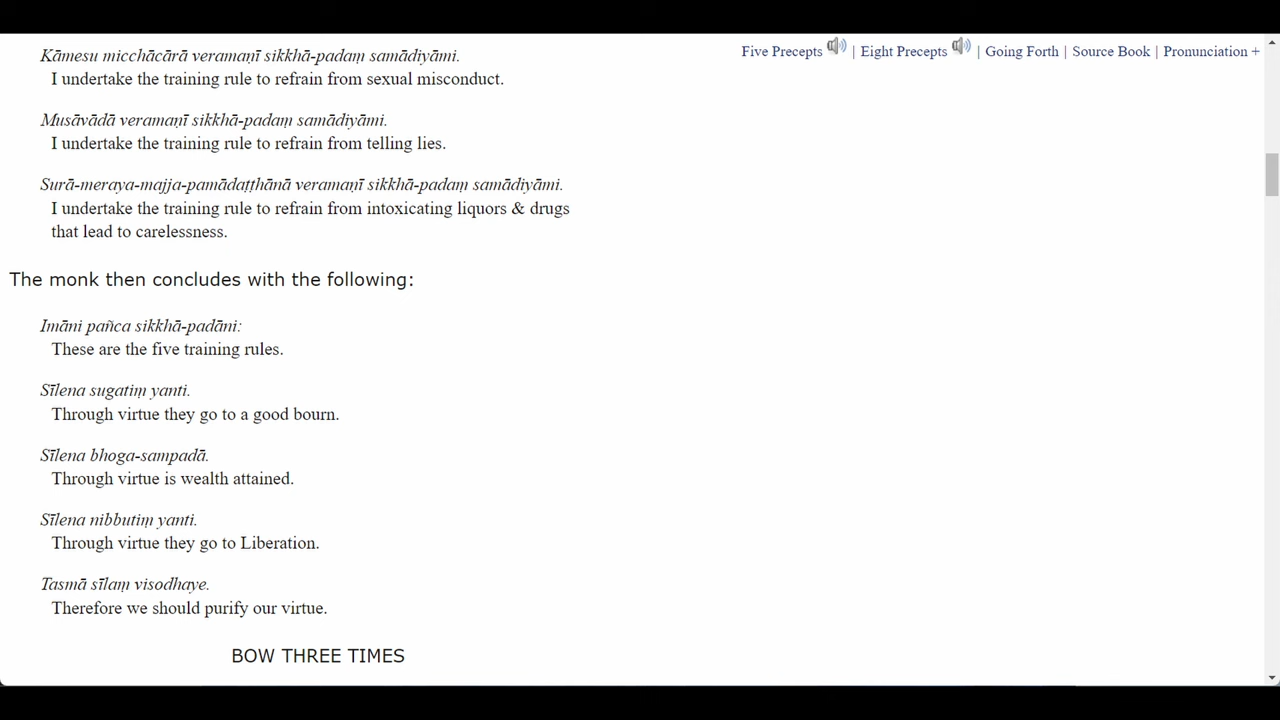 Five Precepts | Eight Precepts | Going Forth | Source Book | Pronunciation +
Kāmesu micchācārā veramaṇī sikkhā-padaṃ samādiyāmi.
I undertake the training rule to refrain from sexual misconduct.
Musāvādā veramaṇī sikkhā-padaṃ samādiyāmi.
I undertake the training rule to refrain from telling lies.
Surā-meraya-majja-pamādaṭṭhānā veramaṇī sikkhā-padaṃ samādiyāmi.
I undertake the training rule to refrain from intoxicating liquors & drugs
that lead to carelessness.
The monk then concludes with the following:
Imāni pañca sikkhā-padāni:
These are the five training rules.
Sīlena sugatiṃ yanti.
Through virtue they go to a good bourn.
Sīlena bhoga-sampadā.
Through virtue is wealth attained.
Sīlena nibbutiṃ yanti.
Through virtue they go to Liberation.
Tasmā sīlaṃ visodhaye.
Therefore we should purify our virtue.
BOW THREE TIMES